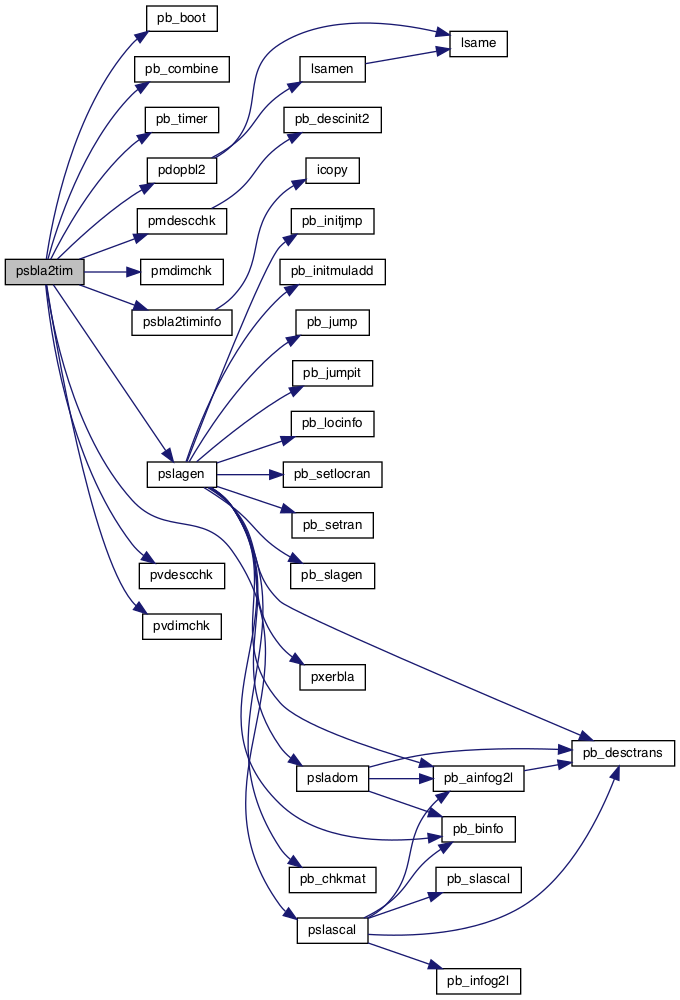 pb_boot
lsame
pb_combine
lsamen
pb_timer
pb_descinit2
pdopbl2
icopy
pmdescchk
pb_initjmp
psbla2tim
pmdimchk
pb_initmuladd
psbla2timinfo
pb_jump
pb_jumpit
pb_locinfo
pslagen
pb_setlocran
pb_setran
pvdescchk
pb_slagen
pvdimchk
pxerbla
pb_desctrans
psladom
pb_ainfog2l
pb_binfo
pb_chkmat
pb_slascal
pslascal
pb_infog2l